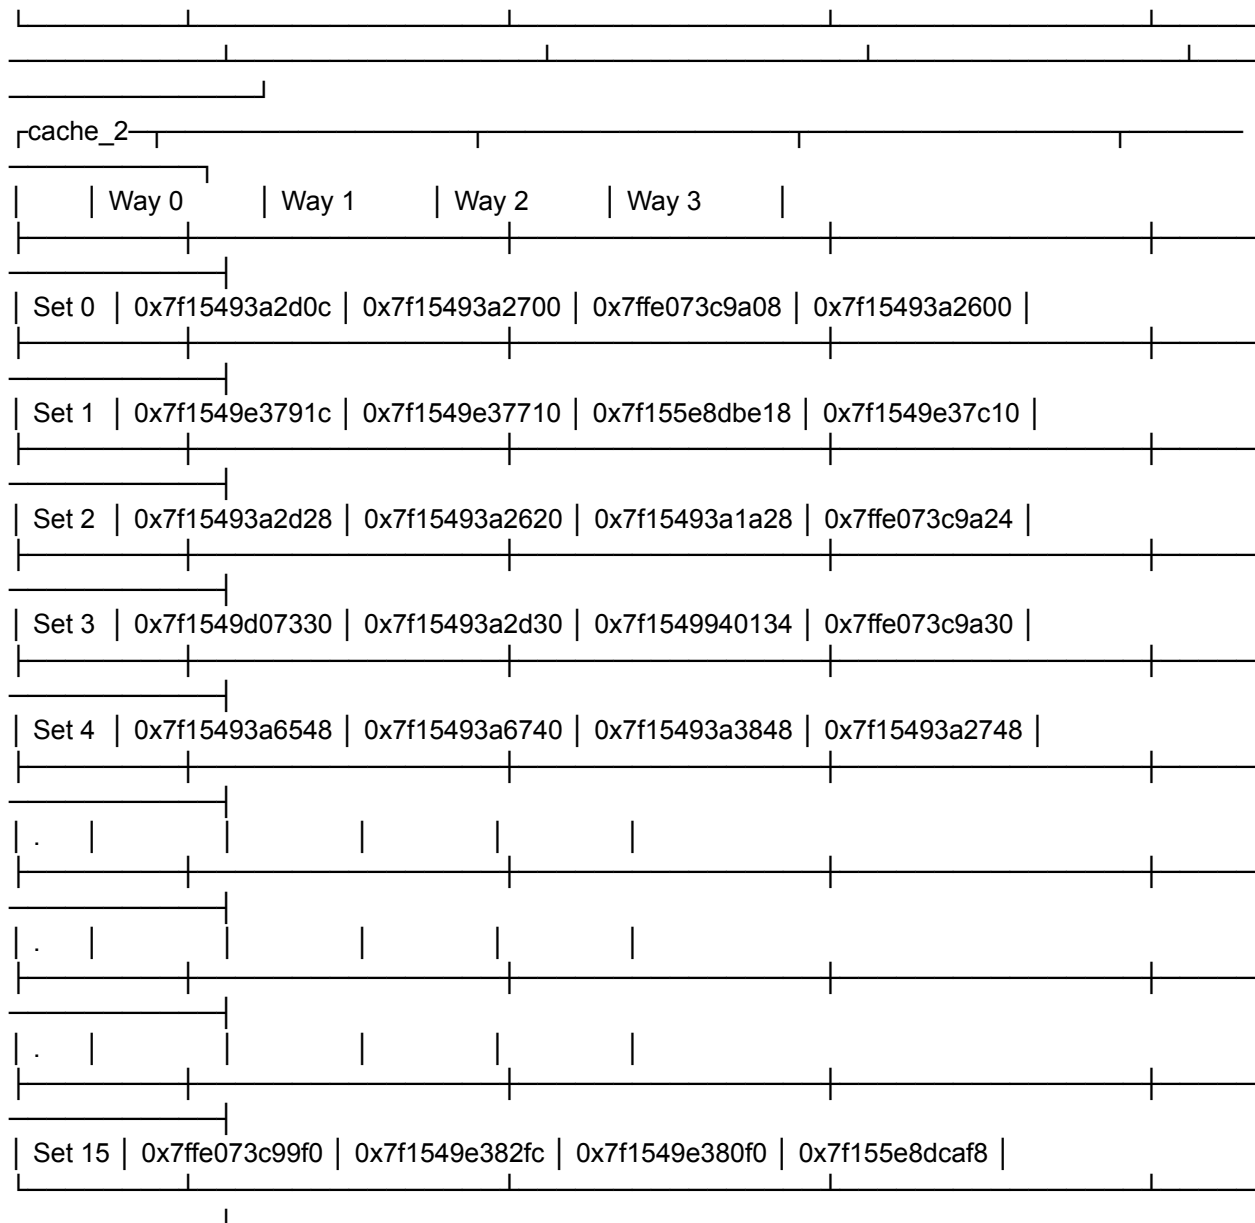 cache_2
| | Way 0 | Way 1 | Way 2 | Way 3 |
| Set 0 | 0x7f15493a2d0c | 0x7f15493a2700 | 0x7ffe073c9a08 | 0x7f15493a2600 |
| Set 1 | 0x7f1549e3791c | 0x7f1549e37710 | 0x7f155e8dbe18 | 0x7f1549e37c10 |
| Set 2 | 0x7f15493a2d28 | 0x7f15493a2620 | 0x7f15493a1a28 | 0x7ffe073c9a24 |
| Set 3 | 0x7f1549d07330 | 0x7f15493a2d30 | 0x7f1549940134 | 0x7ffe073c9a30 |
| Set 4 | 0x7f15493a6548 | 0x7f15493a6740 | 0x7f15493a3848 | 0x7f15493a2748 |
| . | | | | |
| . | | | | |
| . | | | | |
| Set 15 | 0x7ffe073c99f0 | 0x7f1549e382fc | 0x7f1549e380f0 | 0x7f155e8dcaf8 |